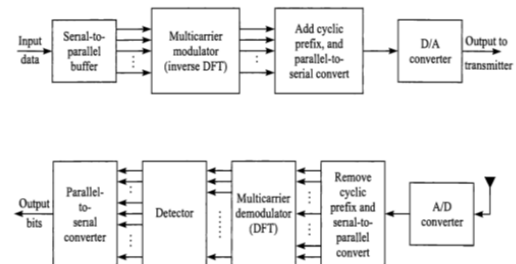 Input
data
Serial-to-
parallel
buffer
Multicarrier
modulator
(inverse DFT)
Add cyclic
prefix, and
parallel-to-
serial convert
D/A
converter
Output to
transmitter
Output
bits
Parallel-
to-
serial
converter
Detector
Multicarrier
demodulator
(DFT)
Remove
cyclic
prefix and
serial-to-
parallel
convert
A/D
converter